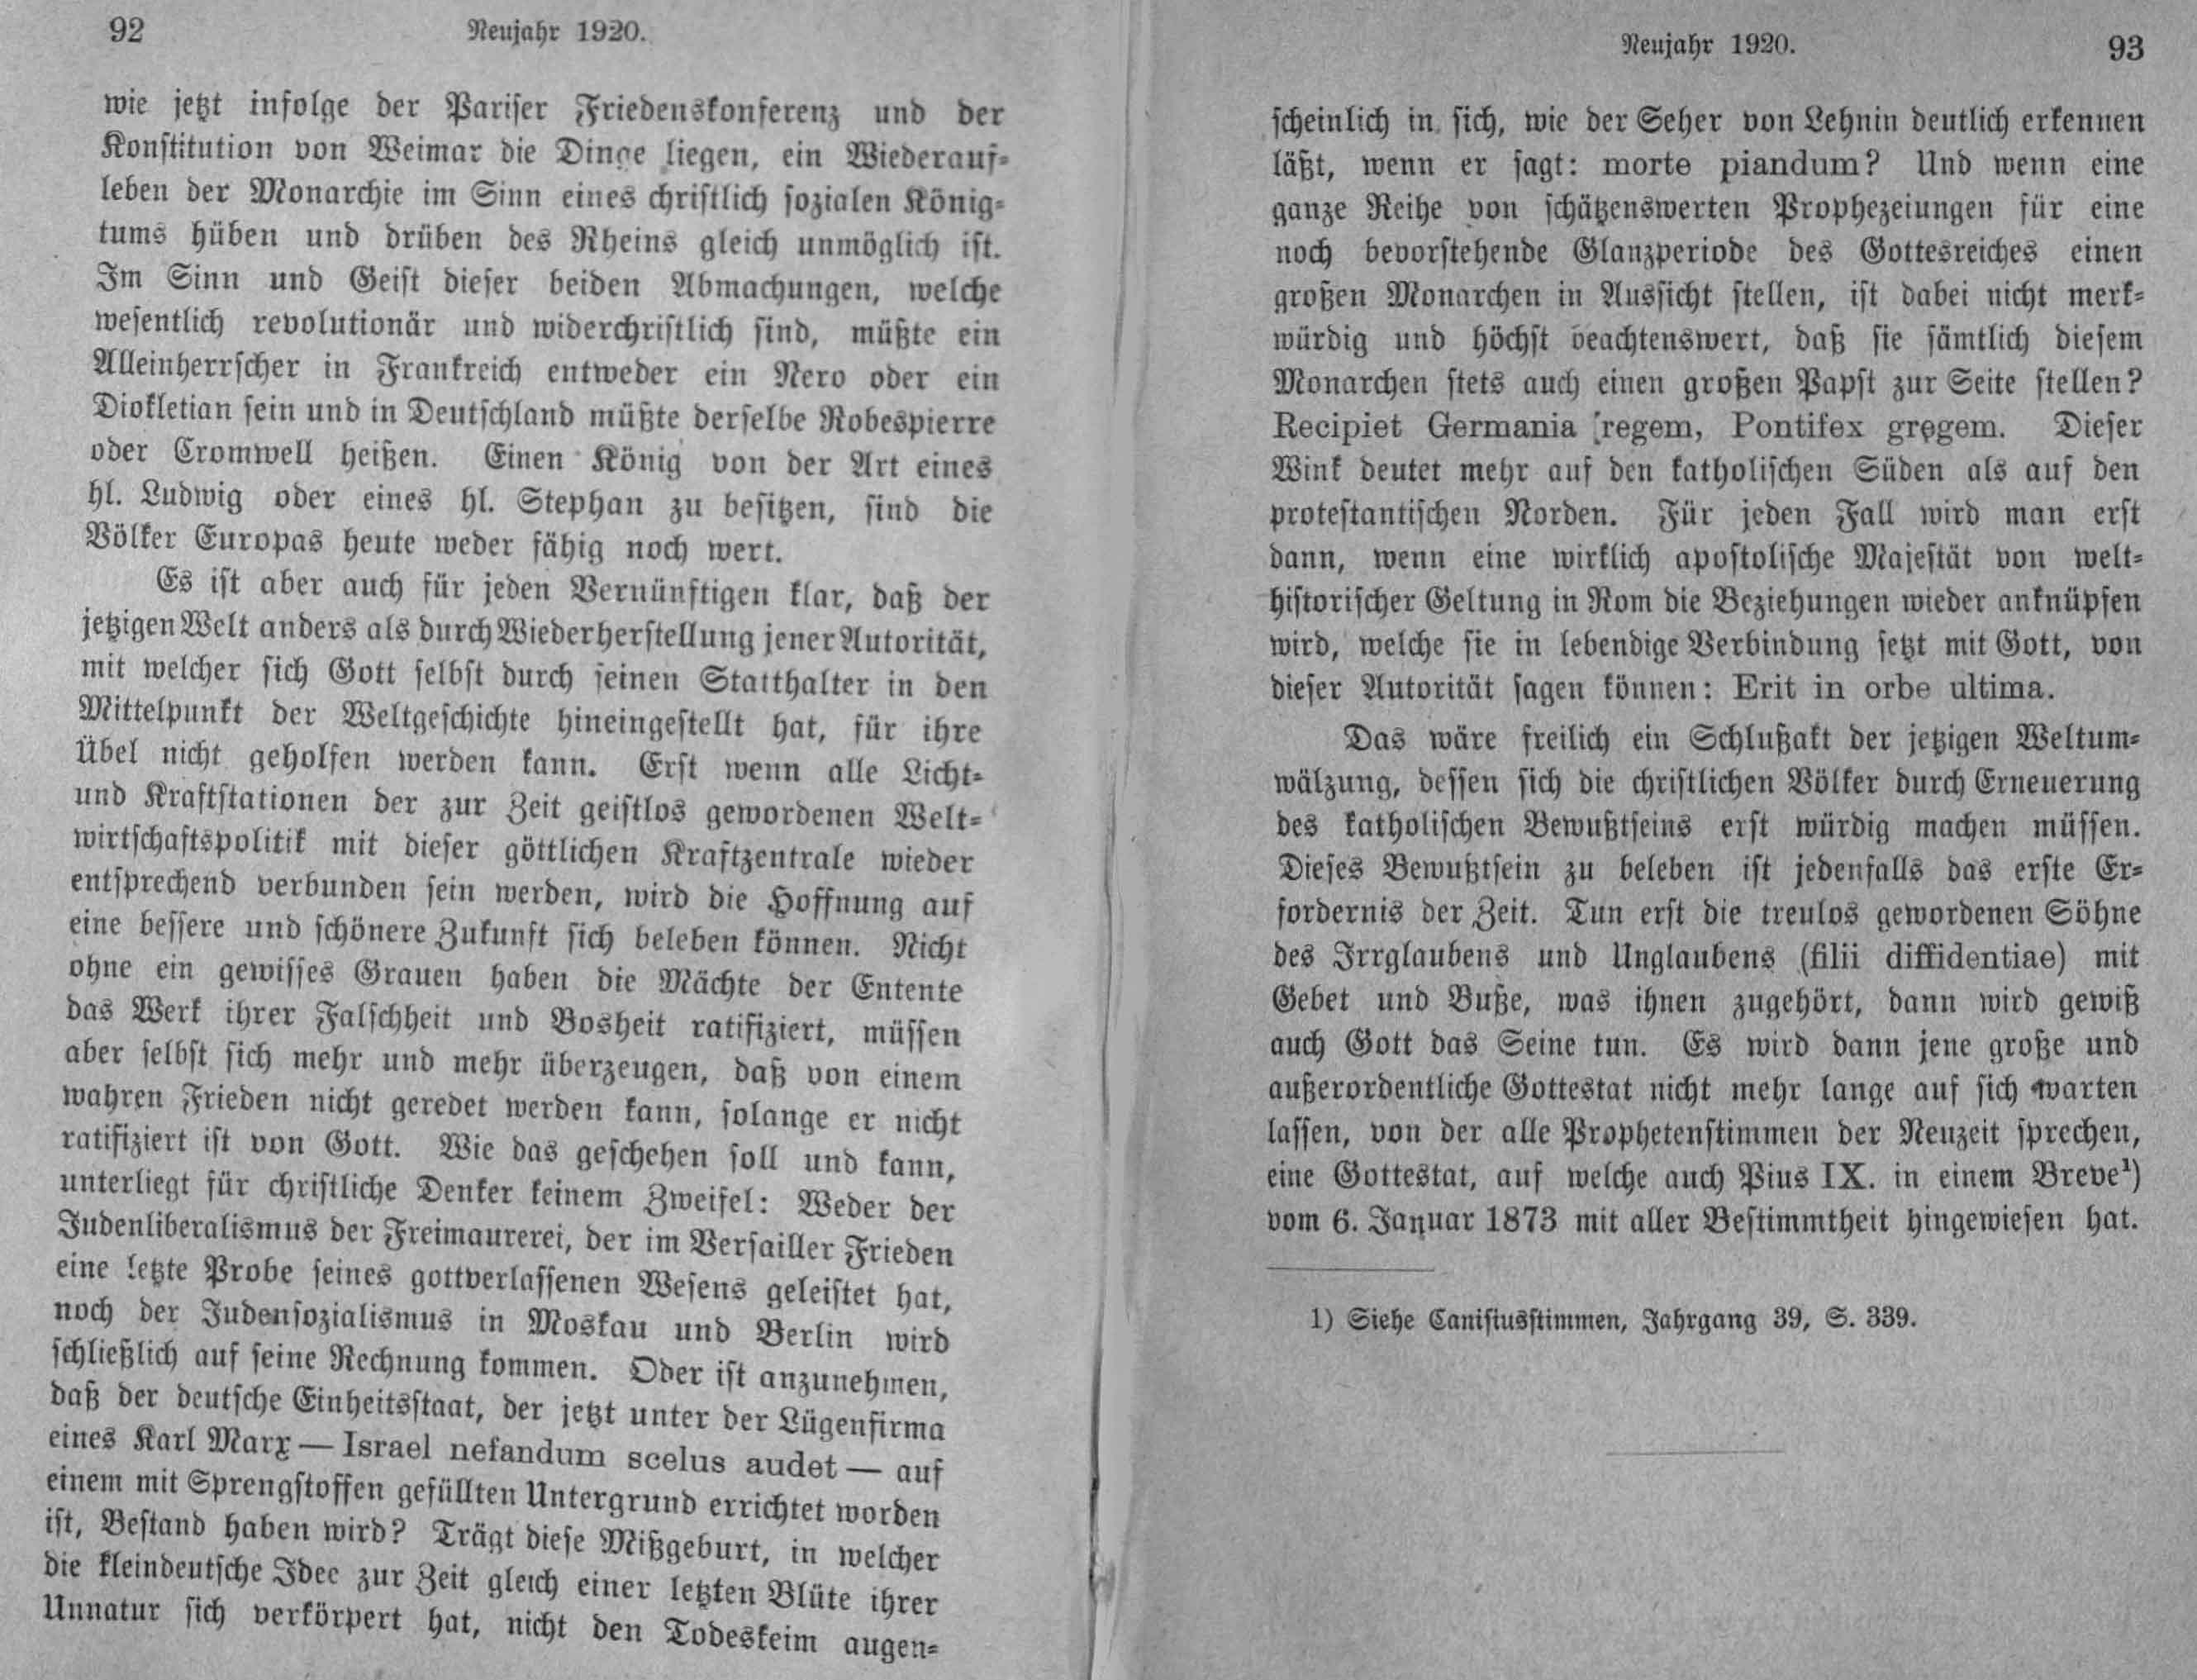 92
Neujahr 1920.
wie jetzt infolge der Pariser Friedenskonferenz und der
Konstitution von Weimar die Dinge liegen, ein Wiederauf-
leben der Monarchie im Sinn eines christlich sozialen König-
tums hüben und drüben des Rheins gleich unmöglich ist.
Im Sinn und Geist dieser beiden Abmachungen, welche
wesentlich revolutionär und widerchristlich sind, müßte ein
Alleinherrscher in Frankreich entweder ein Nero oder ein
Diokletian sein und in Deutschland müßte derselbe Robespierre
oder Cromwell heißen. Einen König von der Art eines
hl. Ludwig oder eines hl. Stephan zu besitzen, sind die
Völker Europas heute weder fähig noch wert.
Es ist aber auch für jeden Vernünftigen klar, daß der
jetzigen Welt anders als durch Wiederherstellung jener Autorität,
mit welcher sich Gott selbst durch seinen Statthalter in den
Mittelpunkt der Weltgeschichte hineingestellt hat, für ihre
Übel nicht geholfen werden kann. Erst wenn alle Licht-
und Kraftstationen der zur Zeit geistlos gewordenen Welt-
wirtschaftspolitik mit dieser göttlichen Kraftzentrale wieder
entsprechend verbunden sein werden, wird die Hoffnung auf
eine bessere und schönere Zukunft sich beleben können. Nicht
ohne ein gewisses Grauen haben die Mächte der Entente
das Werk ihrer Falschheit und Bosheit ratifiziert, müssen
aber selbst sich mehr und mehr überzeugen, daß von einem
wahren Frieden nicht geredet werden kann, solange er nicht
ratifiziert ist von Gott. Wie das geschehen soll und kann,
unterliegt für christliche Denker keinem Zweifel: Weder der
Judenliberalismus der Freimaurerei, der im Versailler Frieden
eine letzte Probe seines gottverlassenen Wesens geleistet hat,
noch der Judensozialismus in Moskau und Berlin wird
schließlich auf seine Rechnung kommen. Oder ist anzunehmen,
daß der deutsche Einheitsstaat, der jetzt unter der Lügenfirma
eines Karl Marx — Israel nefandum scelus audet — auf
einem mit Sprengstoffen gefüllten Untergrund errichtet worden
ist, Bestand haben wird? Trägt diese Mißgeburt, in welcher
die kleindeutsche Idee zur Zeit gleich einer letzten Blüte ihrer
Unnatur sich verkörpert hat, nicht den Todeskeim augen-
Neujahr 1920.
93
scheinlich in sich, wie der Seher von Lehnin deutlich erkennen
läßt, wenn er sagt: morte piandum? Und wenn eine
ganze Reihe von schätzenswerten Prophezeiungen für eine
noch bevorstehende Glanzperiode des Gottesreiches einen
großen Monarchen in Aussicht stellen, ist dabei nicht merk-
würdig und höchst beachtenswert, daß sie sämtlich diesem
Monarchen stets auch einen großen Papst zur Seite stellen?
Recipiet Germania regem, Pontifex gregem. Dieser
Wink deutet mehr auf den katholischen Süden als auf den
protestantischen Norden. Für jeden Fall wird man erst
dann, wenn eine wirklich apostolische Majestät von welt-
historischer Geltung in Rom die Beziehungen wieder anknüpfen
wird, welche sie in lebendige Verbindung setzt mit Gott, von
dieser Autorität sagen können: Erit in orbe ultima.
Das wäre freilich ein Schlußakt der jetzigen Weltum-
wälzung, dessen sich die christlichen Völker durch Erneuerung
des katholischen Bewußtseins erst würdig machen müssen.
Dieses Bewußtsein zu beleben ist jedenfalls das erste Er-
fordernis der Zeit. Tun erst die treulos gewordenen Söhne
des Irrglaubens und Unglaubens (filii diffidentiae) mit
Gebet und Buße, was ihnen zugehört, dann wird gewiß
auch Gott das Seine tun. Es wird dann jene große und
außerordentliche Gottestat nicht mehr lange auf sich warten
lassen, von der alle Prophetenstimmen der Neuzeit sprechen,
eine Gottestat, auf welche auch Pius IX. in einem Breve¹)
vom 6. Januar 1873 mit aller Bestimmtheit hingewiesen hat.
1) Siehe Canisiusstimmen, Jahrgang 39, S. 339.